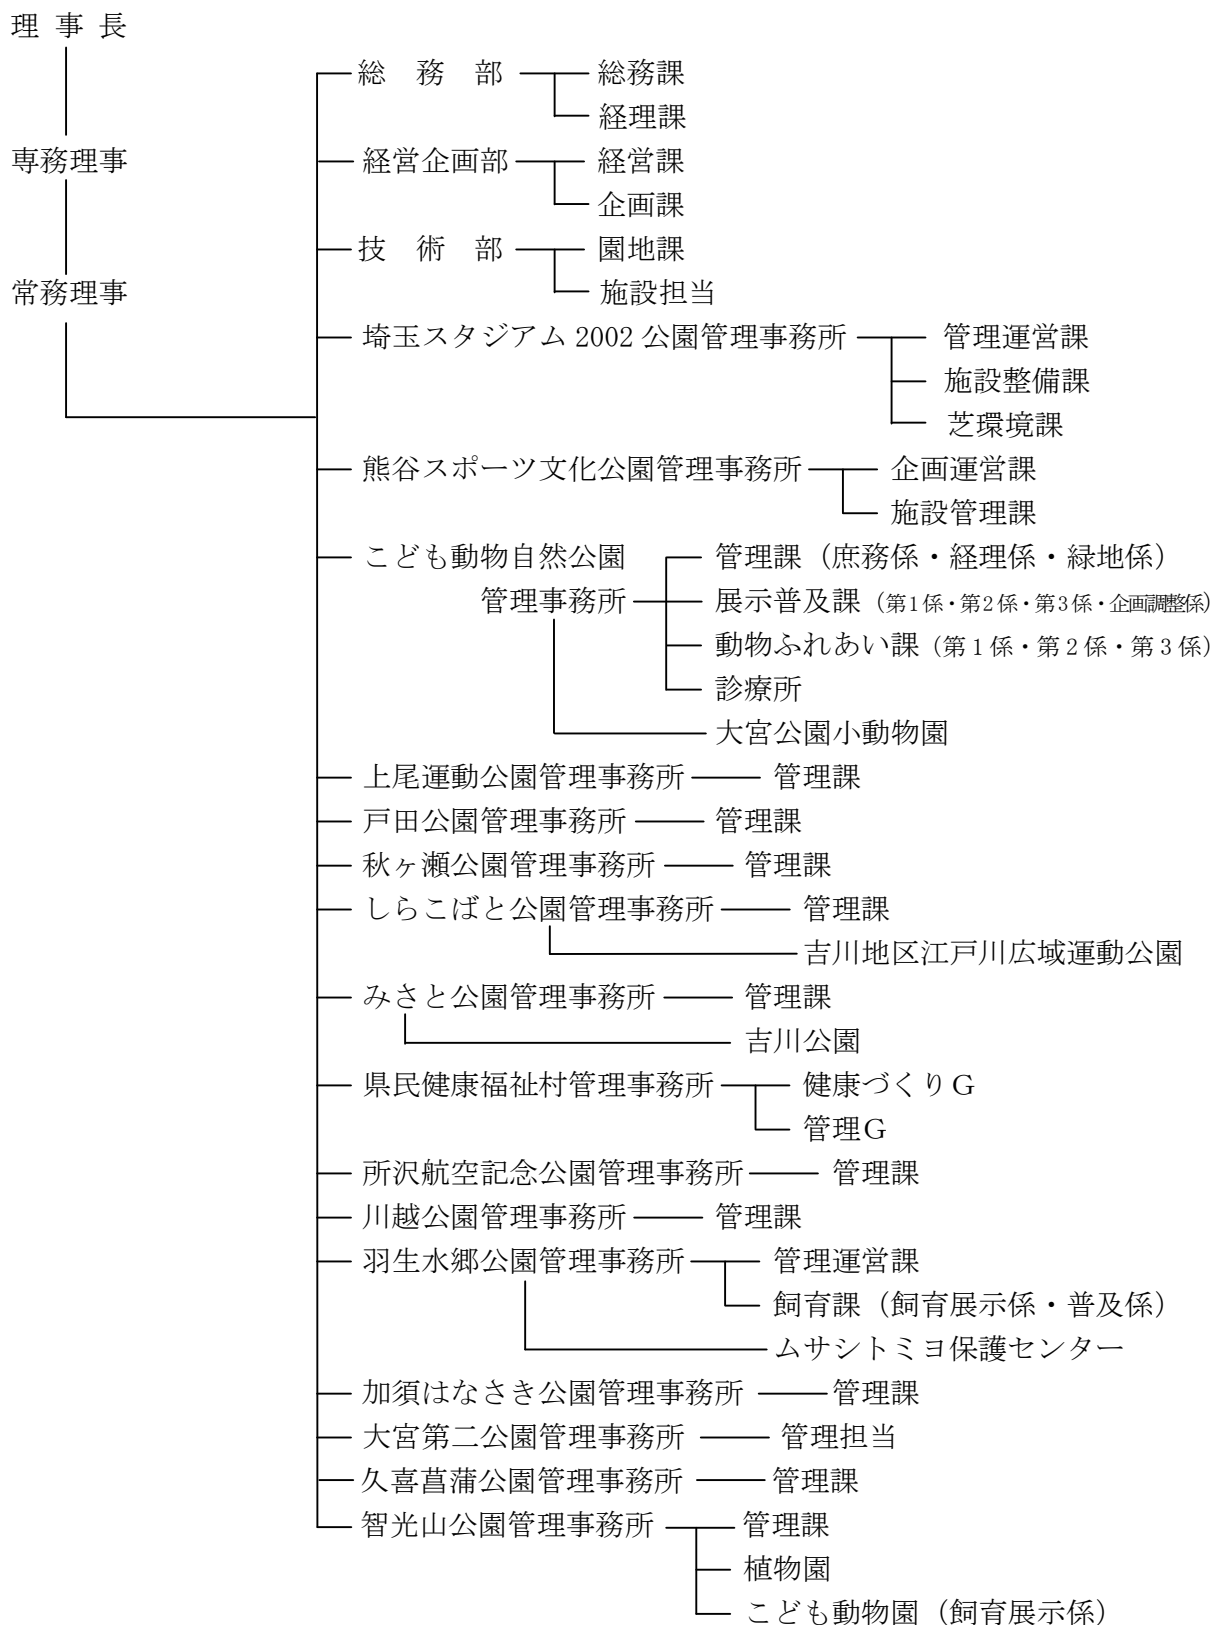 理事長
総務部 総務課
経理課
専務理事 経営企画部 経営課
企画課
技術部 園地課
常務理事 施設担当
埼玉スタジアム2002公園管理事務所 管理運営課
施設整備課
芝環境課
熊谷スポーツ文化公園管理事務所 企画運営課
施設管理課
こども動物自然公園 管理課（庶務係・経理係・緑地係）
管理事務所 展示普及課（第1係・第2係・第3係・企画調整係）
動物ふれあい課（第1係・第2係・第3係）
診療所
大宮公園小動物園
上尾運動公園管理事務所 管理課
戸田公園管理事務所 管理課
秋ヶ瀬公園管理事務所 管理課
しらこばと公園管理事務所 管理課
吉川地区江戸川広域運動公園
みさと公園管理事務所 管理課
吉川公園
県民健康福祉村管理事務所 健康づくりG
管理G
所沢航空記念公園管理事務所 管理課
川越公園管理事務所 管理課
羽生水郷公園管理事務所 管理運営課
飼育課（飼育展示係・普及係）
ムサシトミヨ保護センター
加須はなさき公園管理事務所 管理課
大宮第二公園管理事務所 管理担当
久喜菖蒲公園管理事務所 管理課
智光山公園管理事務所 管理課
植物園
こども動物園（飼育展示係）